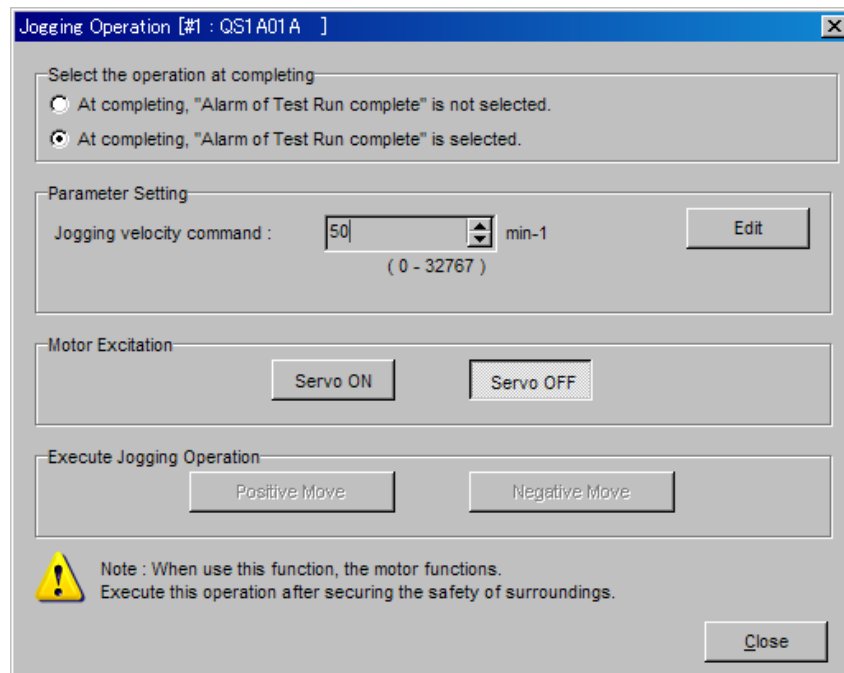 Jogging Operation [#1 : QS1A01A   ]
Select the operation at completing
At completing, "Alarm of Test Run complete" is not selected.
At completing, "Alarm of Test Run complete" is selected.
Parameter Setting
Jogging velocity command : 50 min-1 Edit
( 0 - 32767 )
Motor Excitation
Servo ON Servo OFF
Execute Jogging Operation
Positive Move Negative Move
Note : When use this function, the motor functions.
Execute this operation after securing the safety of surroundings.
Close